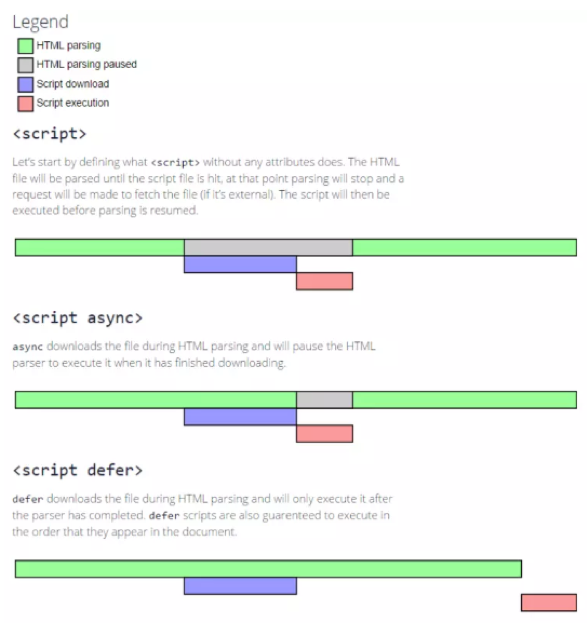 Legend
HTML parsing
HTML parsing paused
Script download
Script execution
<script>
Let's start by defining what <script> without any attributes does. The HTML
file will be parsed until the script file is hit, at that point parsing will stop and a
request will be made to fetch the file (if it's external). The script will then be
executed before parsing is resumed.
<script async>
async downloads the file during HTML parsing and will pause the HTML
parser to execute it when it has finished downloading.
<script defer>
defer downloads the file during HTML parsing and will only execute it after
the parser has completed. defer scripts are also guarenteed to execute in
the order that they appear in the document.